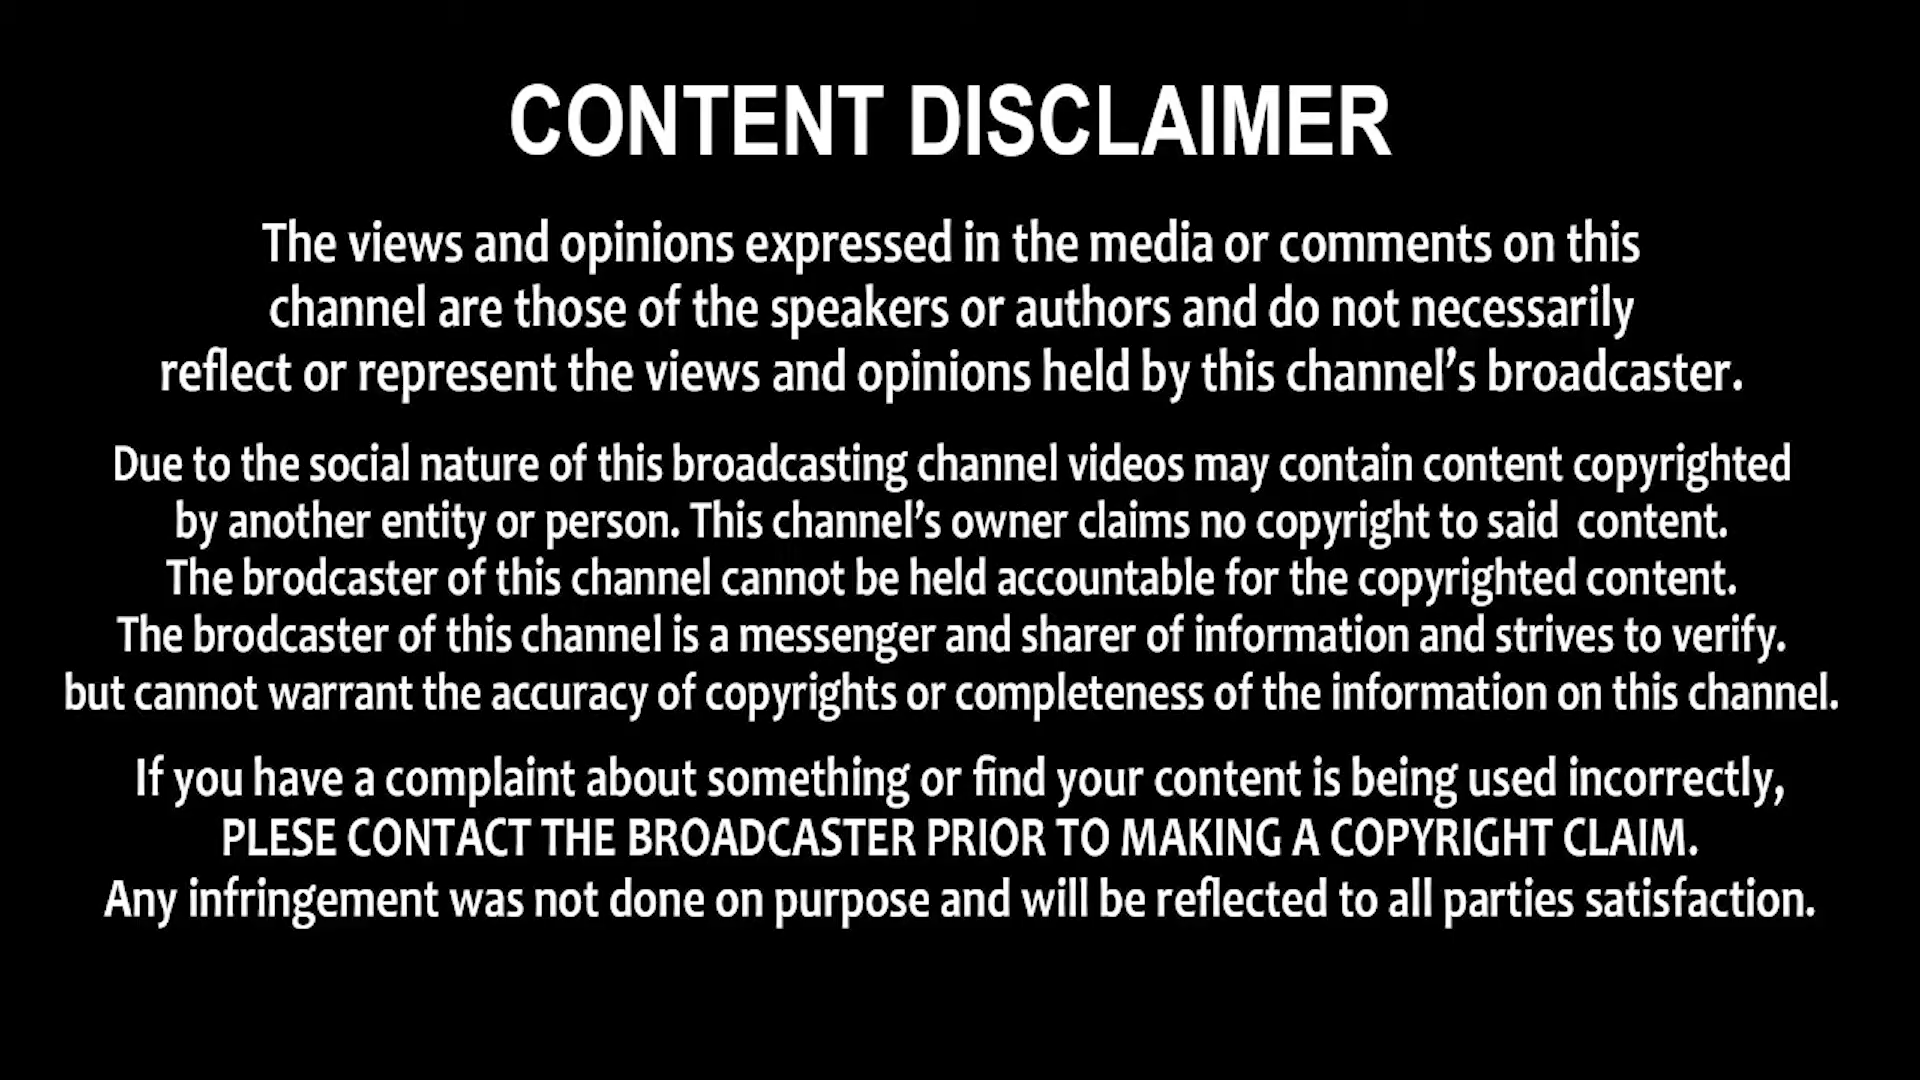 CONTENT DISCLAIMER
The views and opinions expressed in the media or comments on this
channel are those of the speakers or authors and do not necessarily
reflect or represent the views and opinions held by this channel’s broadcaster.
Due to the social nature of this broadcasting channel videos may contain content copyrighted
by another entity or person. This channel’s owner claims no copyright to said content.
The brodcaster of this channel cannot be held accountable for the copyrighted content.
The brodcaster of this channel is a messenger and sharer of information and strives to verify.
but cannot warrant the accuracy of copyrights or completeness of the information on this channel.
If you have a complaint about something or find your content is being used incorrectly,
PLESE CONTACT THE BROADCASTER PRIOR TO MAKING A COPYRIGHT CLAIM.
Any infringement was not done on purpose and will be reflected to all parties satisfaction.